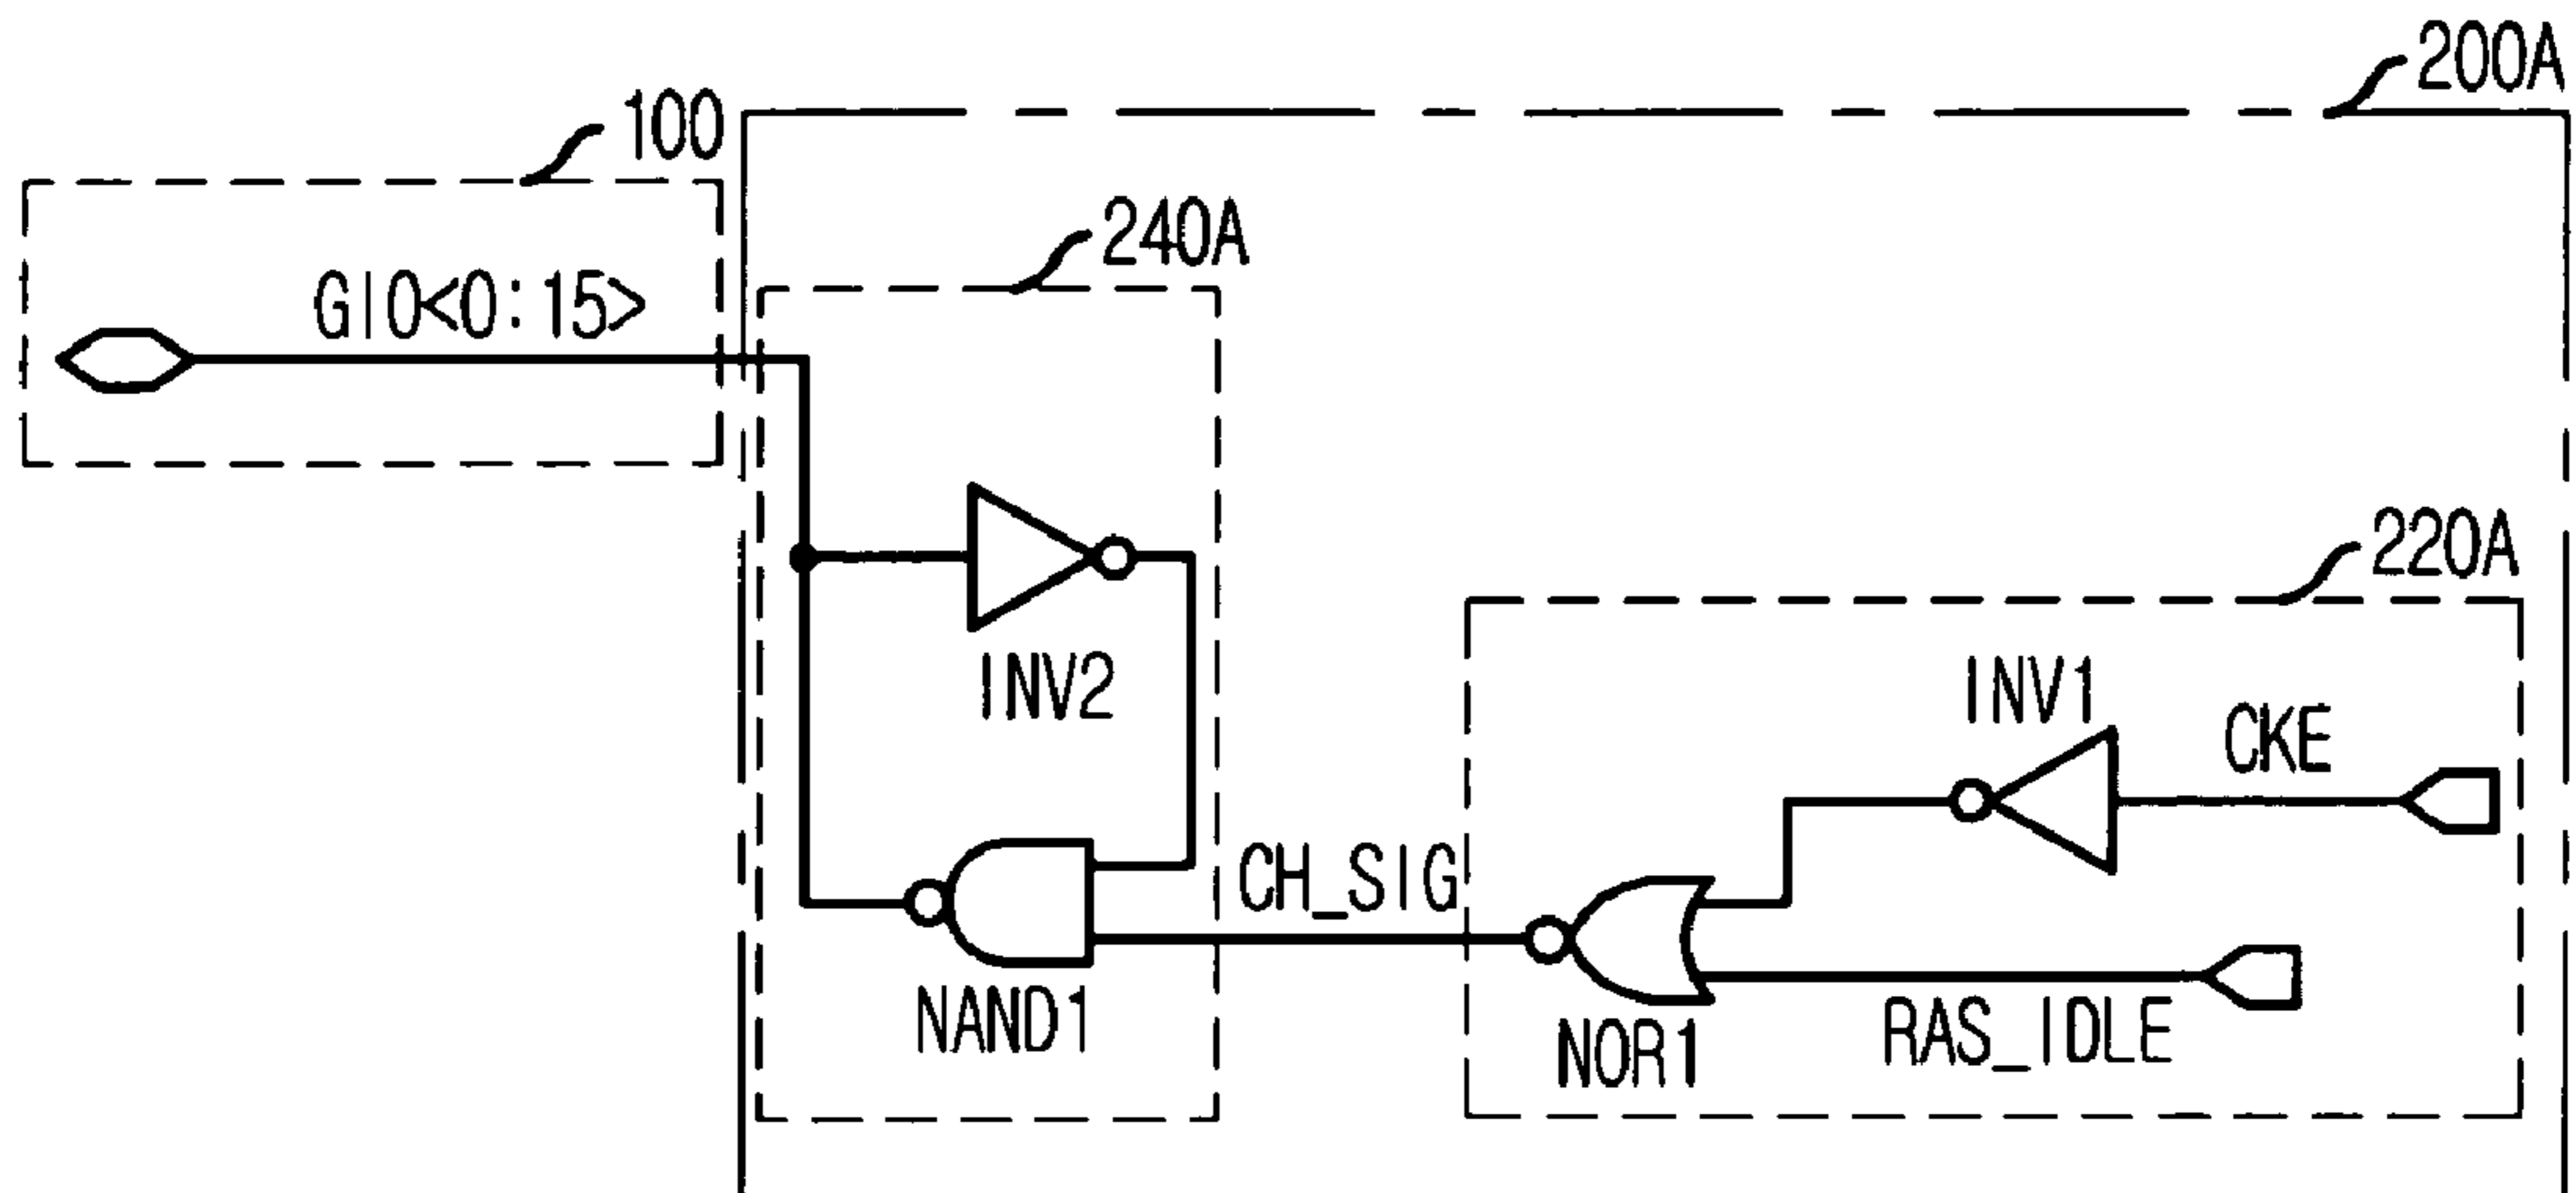 200A
100
240A
GIO<0:15>
220A
INV2
INV1
CKE
CH_SIG
NAND1
RAS_IDLE
NOR1